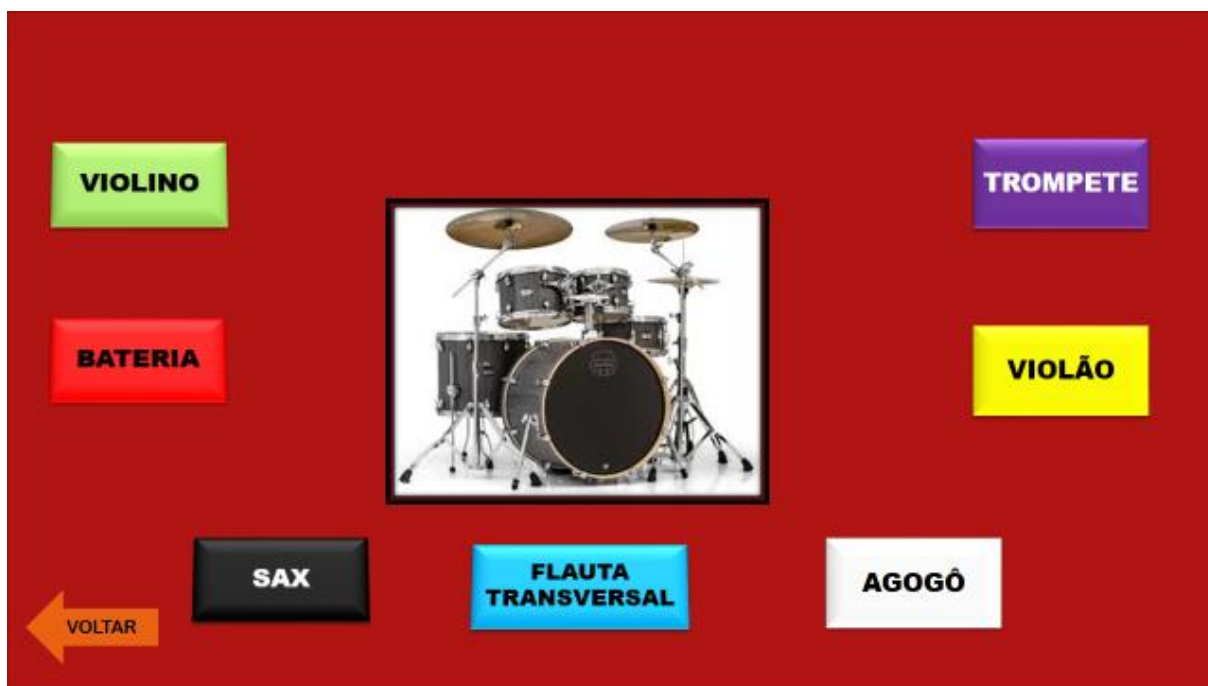 VIOLINO
TROMPETE
BATERIA
VIOLÃO
SAX
FLAUTA
TRANSVERSAL
AGOGÔ
VOLTAR